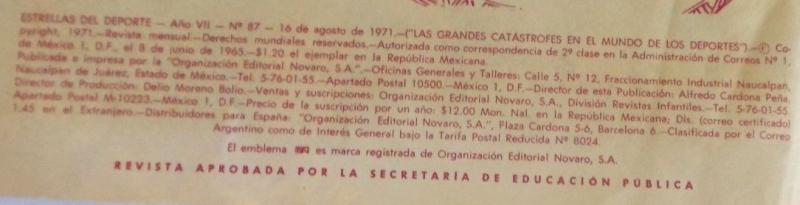 ESTRELLAS DEL DEPORTE — Año VII — Nº 87 — 16 de agosto de 1971.—("LAS GRANDES CATÁSTROFES EN EL MUNDO DE LOS DEPORTES").—Ⓟ Co-
pyright, 1971.—Revista mensual.—Derechos mundiales reservados.—Autorizada como correspondencia de 2ª clase en la Administración de Correos Nº 1,
de México 1, D.F., el 8 de junio de 1965.—$1.20 el ejemplar en la República Mexicana.
Publicada e impresa por la "Organización Editorial Novaro, S.A.".—Oficinas Generales y Talleres: Calle 5, Nº 12, Fraccionamiento Industrial Naucalpan,
Naucalpan de Juárez, Estado de México.—Tel. 5-76-01-55.—Apartado Postal 10500.—México 1, D.F.—Director de esta Publicación: Alfredo Cardona Peña.
Director de Producción: Delio Moreno Bolio.—Ventas y suscripciones: Organización Editorial Novaro, S.A., División Revistas Infantiles.—Tel. 5-76-01-55.
Apartado Postal M-10223.—México 1, D.F.—Precio de la suscripción por un año: $12.00 Mon. Nal. en la República Mexicana; Dls. (correo certificado)
1.45 en el Extranjero.—Distribuidores para España: "Organización Editorial Novaro, S.A.", Plaza Cardona 5-6, Barcelona 6.—Clasificada por el Correo
Argentino como de Interés General bajo la Tarifa Postal Reducida Nº 8024.
El emblema es marca registrada de Organización Editorial Novaro, S.A.
REVISTA APROBADA POR LA SECRETARÍA DE EDUCACIÓN PÚBLICA